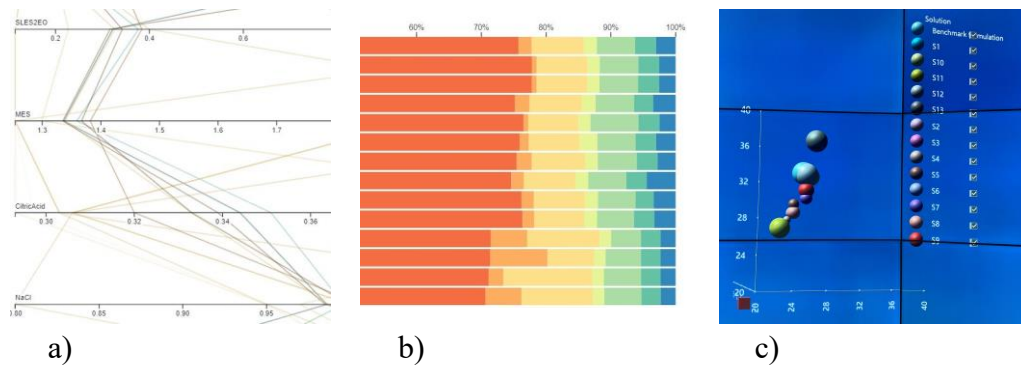 SLES2EO
0.2 0.4 0.6
MES
1.3 1.4 1.5 1.6 1.7
CitricAcid
0.30 0.32 0.34 0.36
NaCl
0.80 0.85 0.90 0.95
a)
60% 70% 80% 90% 100%
b)
Solution
Benchmark Simulation
S1
S10
S11
S12
S13
S2
S3
S4
S5
S6
S7
S8
S9
40
36
32
28
24
20
20 24 28 32 36 40
c)